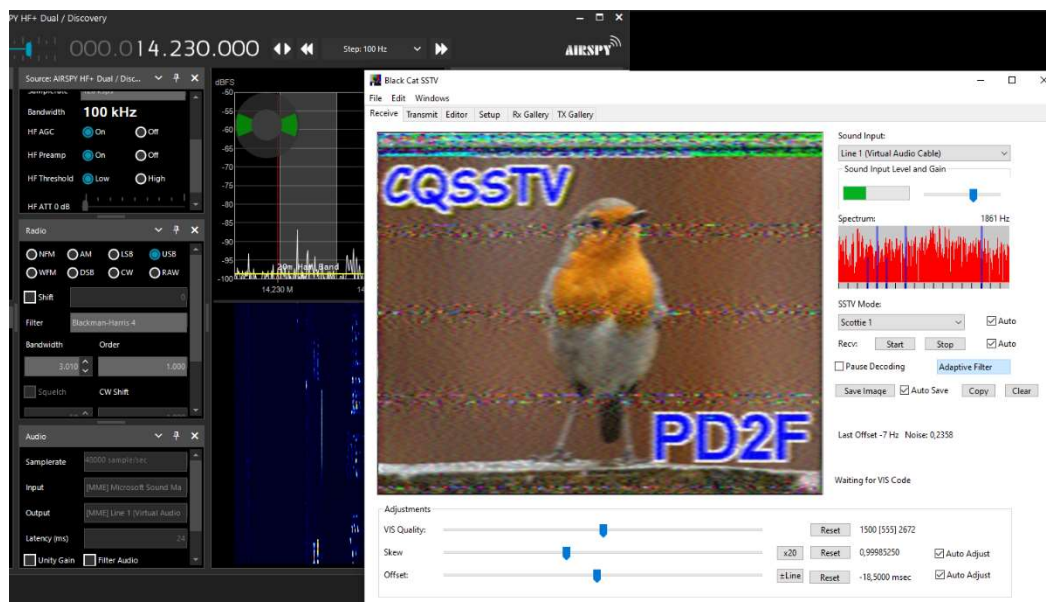 SPY HF+ Dual / Discovery
000.014.230.000
Step: 100 Hz
AIRSPY
Source: AIRSPY HF+ Dual / Disc...
Bandwidth 100 kHz
HF AGC On Off
HF Preamp On Off
HF Threshold Low High
HF ATT 0 dB
Radio
NFM AM LSB USB
WFM DSB CW RAW
Shift 0
Filter Blackman-Harris 4
Bandwidth Order
3.010 1.000
Squelch CW Shift
Audio
Samplerate 48000 sample/sec
Input [MME] Microsoft Sound Ma
Output [MME] Line 1 (Virtual Audio
Latency (ms) 24
Unity Gain Filter Audio
dBFS
-50
-55
-60
-65
-70
-75
-80
-85
-90
-95
-100
20m Ham Band
14,230 M 14
Black Cat SSTV
File Edit Windows
Receive Transmit Editor Setup Rx Gallery TX Gallery
CQSSTV
PD2F
Sound Input:
Line 1 (Virtual Audio Cable)
Sound Input Level and Gain
Spectrum: 1861 Hz
SSTV Mode:
Scottie 1 Auto
Recv: Start Stop Auto
Pause Decoding Adaptive Filter
Save Image Auto Save Copy Clear
Last Offset -7 Hz Noise: 0,2358
Waiting for VIS Code
Adjustments
VIS Quality: Reset 1500 [555] 2672
Skew x20 Reset 0,99985250 Auto Adjust
Offset: ±Line Reset -18,5000 msec Auto Adjust